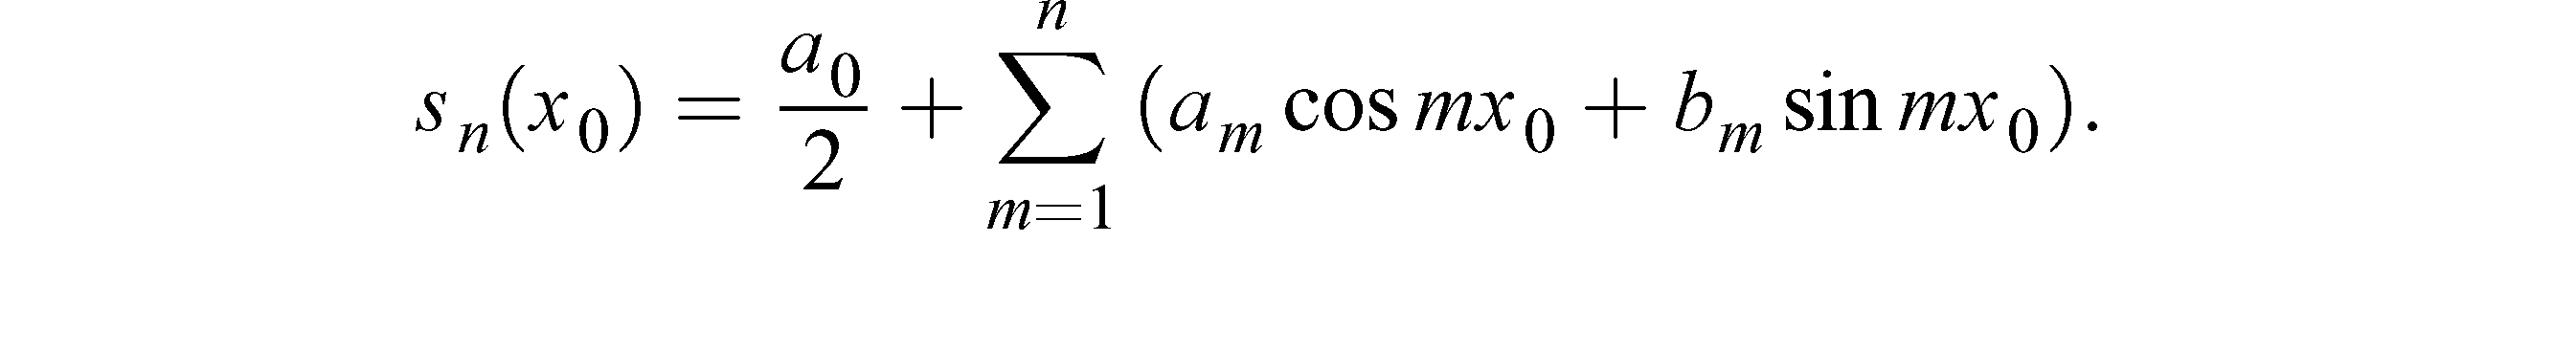 s_n(x_0) = \frac{a_0}{2} + \sum_{m=1}^{n} (a_m \cos mx_0 + b_m \sin mx_0).